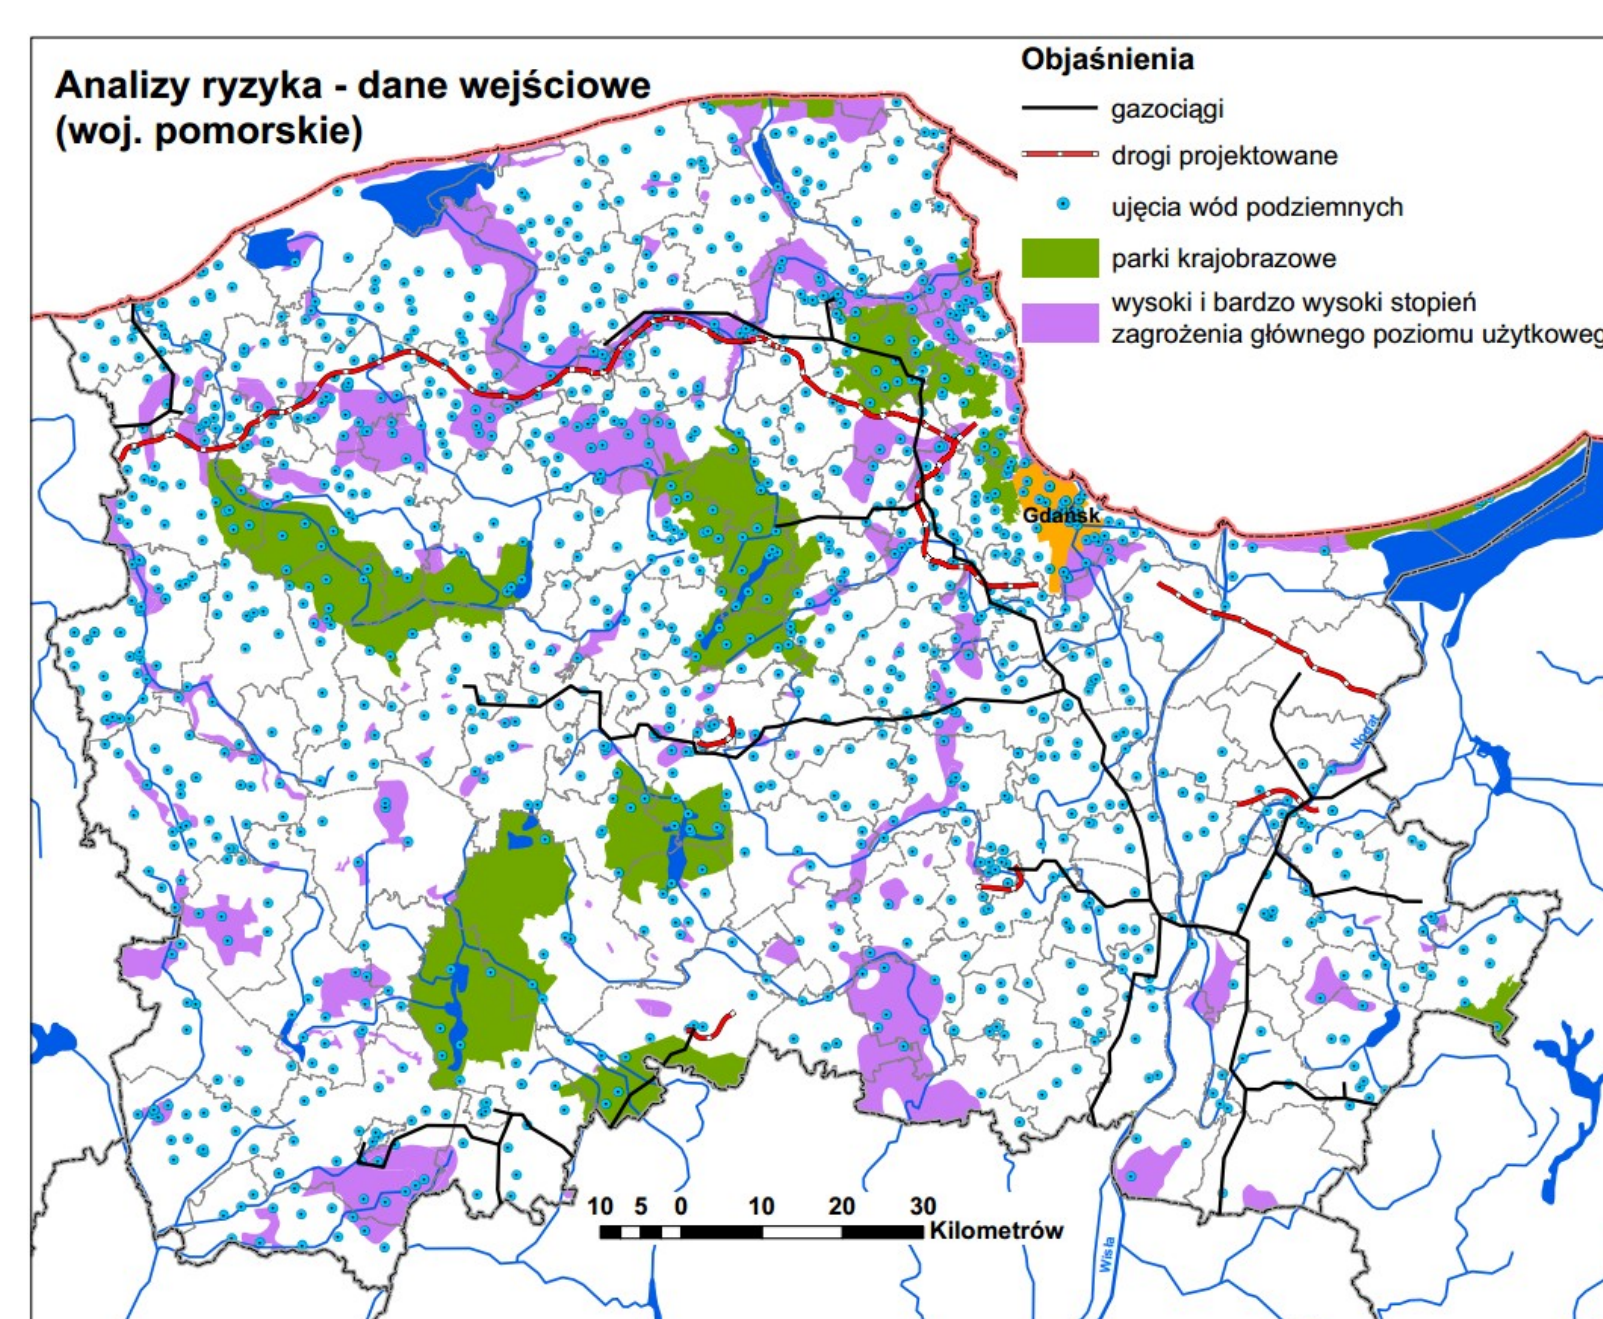 Analizy ryzyka - dane wejściowe
(woj. pomorskie)
Objaśnienia
gazociągi
drogi projektowane
ujęcia wód podziemnych
parki krajobrazowe
wysoki i bardzo wysoki stopień
zagrożenia głównego poziomu użytkoweg
Gdańsk
Nogat
10 5 0 10 20 30
Kilometrów
Wisła